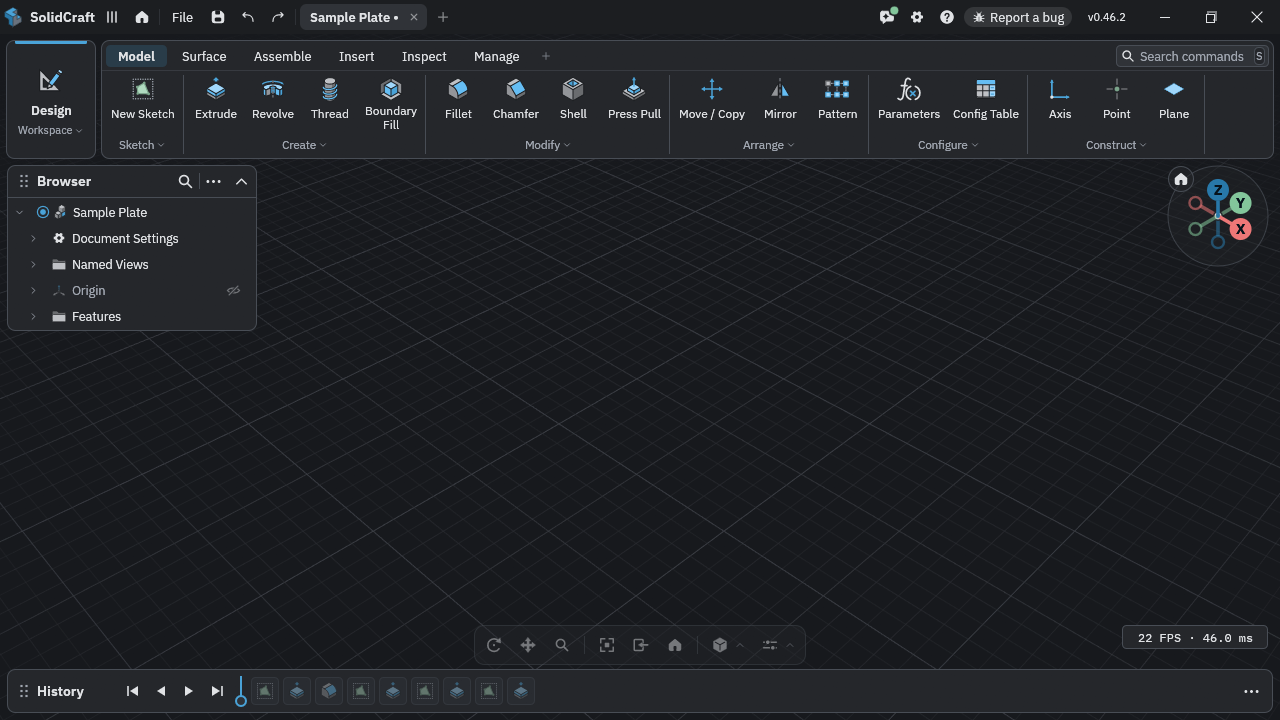 SolidCraft
File
Sample Plate •
Report a bug
v0.46.2
Design
Workspace
Model Surface Assemble Insert Inspect Manage
Search commands S
New Sketch
Sketch
Extrude Revolve Thread Boundary Fill
Create
Fillet Chamfer Shell Press Pull
Modify
Move / Copy Mirror Pattern
Arrange
Parameters Config Table
Configure
Axis Point Plane
Construct
Browser
Sample Plate
Document Settings
Named Views
Origin
Features
Z
Y
X
22 FPS · 46.0 ms
History